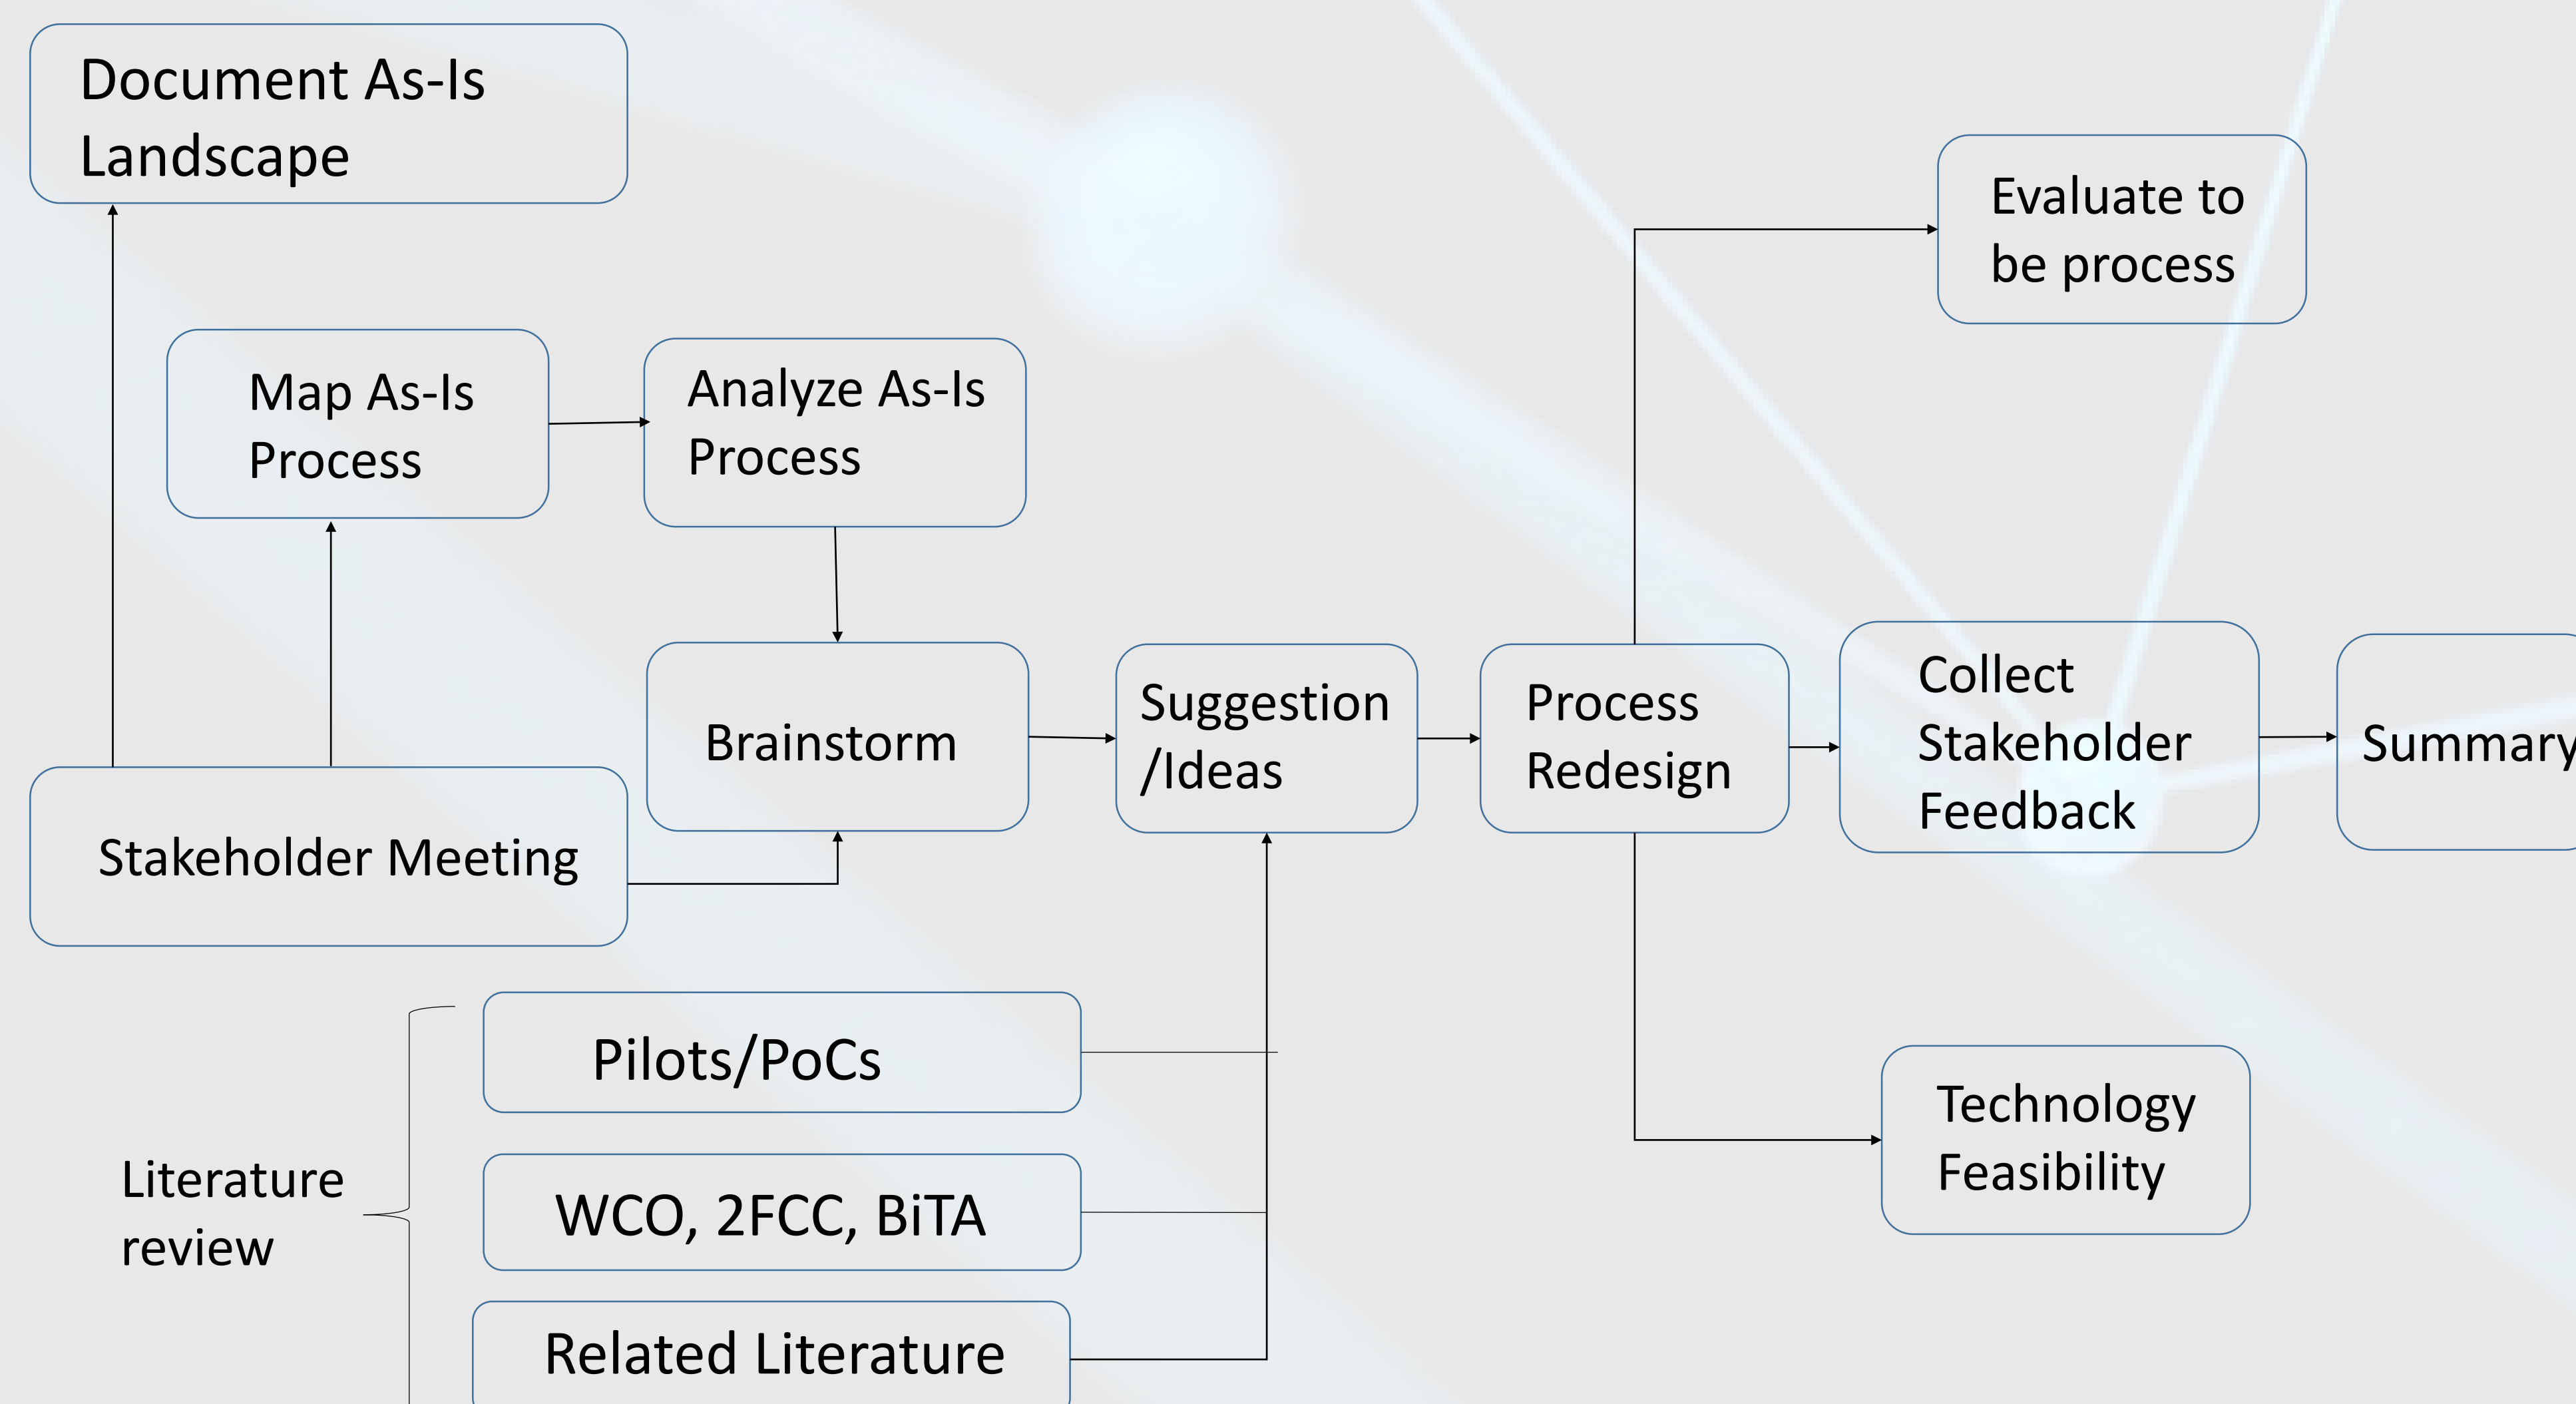 Document As-Is
Landscape
Evaluate to
be process
Map As-Is
Process
Analyze As-Is
Process
Brainstorm
Suggestion
/Ideas
Process
Redesign
Collect
Stakeholder
Feedback
Summary
Stakeholder Meeting
Pilots/PoCs
Literature
review
WCO, 2FCC, BiTA
Technology
Feasibility
Related Literature